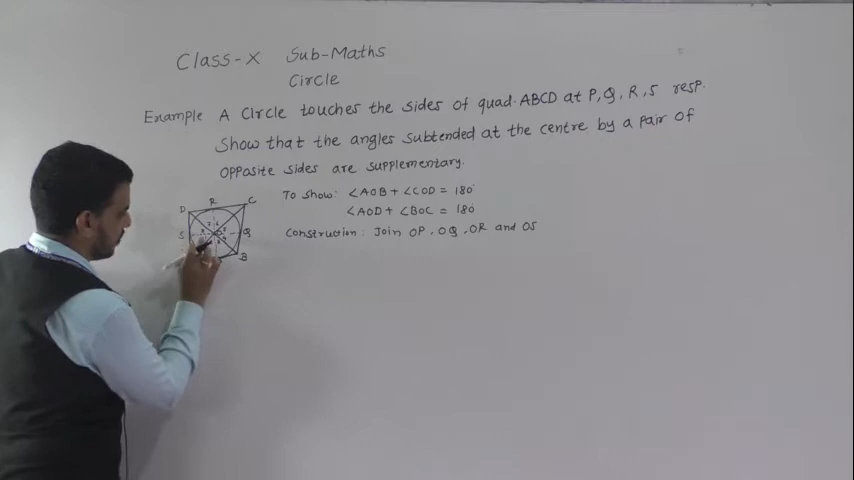 Class-X Sub-Maths
Circle
Example A Circle touches the sides of quad. ABCD at P, Q, R, S resp.
Show that the angles subtended at the centre by a pair of
opposite sides are supplementary.
To show: ∠AOB + ∠COD = 180°
∠AOD + ∠BOC = 180°
Construction: Join OP, OQ, OR and OS
D R C
S Q
B